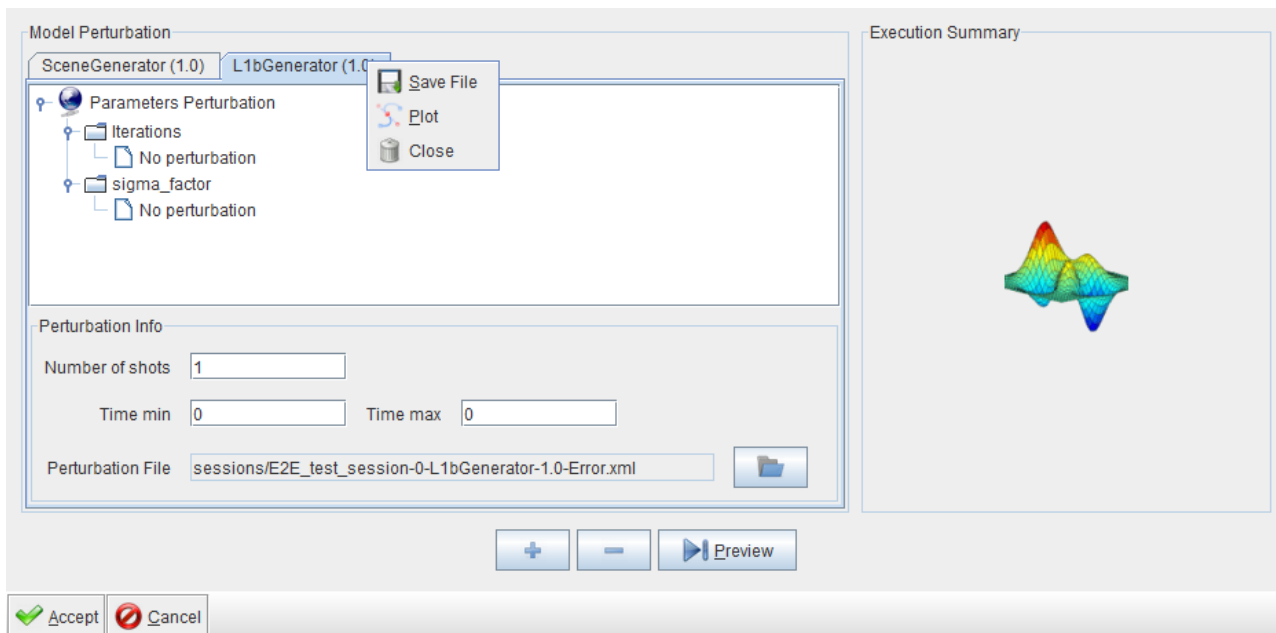 Model Perturbation
Execution Summary
SceneGenerator (1.0)
L1bGenerator (1.0)
Save File
Plot
Close
Parameters Perturbation
Iterations
No perturbation
sigma_factor
No perturbation
Perturbation Info
Number of shots 1
Time min 0 Time max 0
Perturbation File sessions/E2E_test_session-0-L1bGenerator-1.0-Error.xml
Preview
Accept Cancel